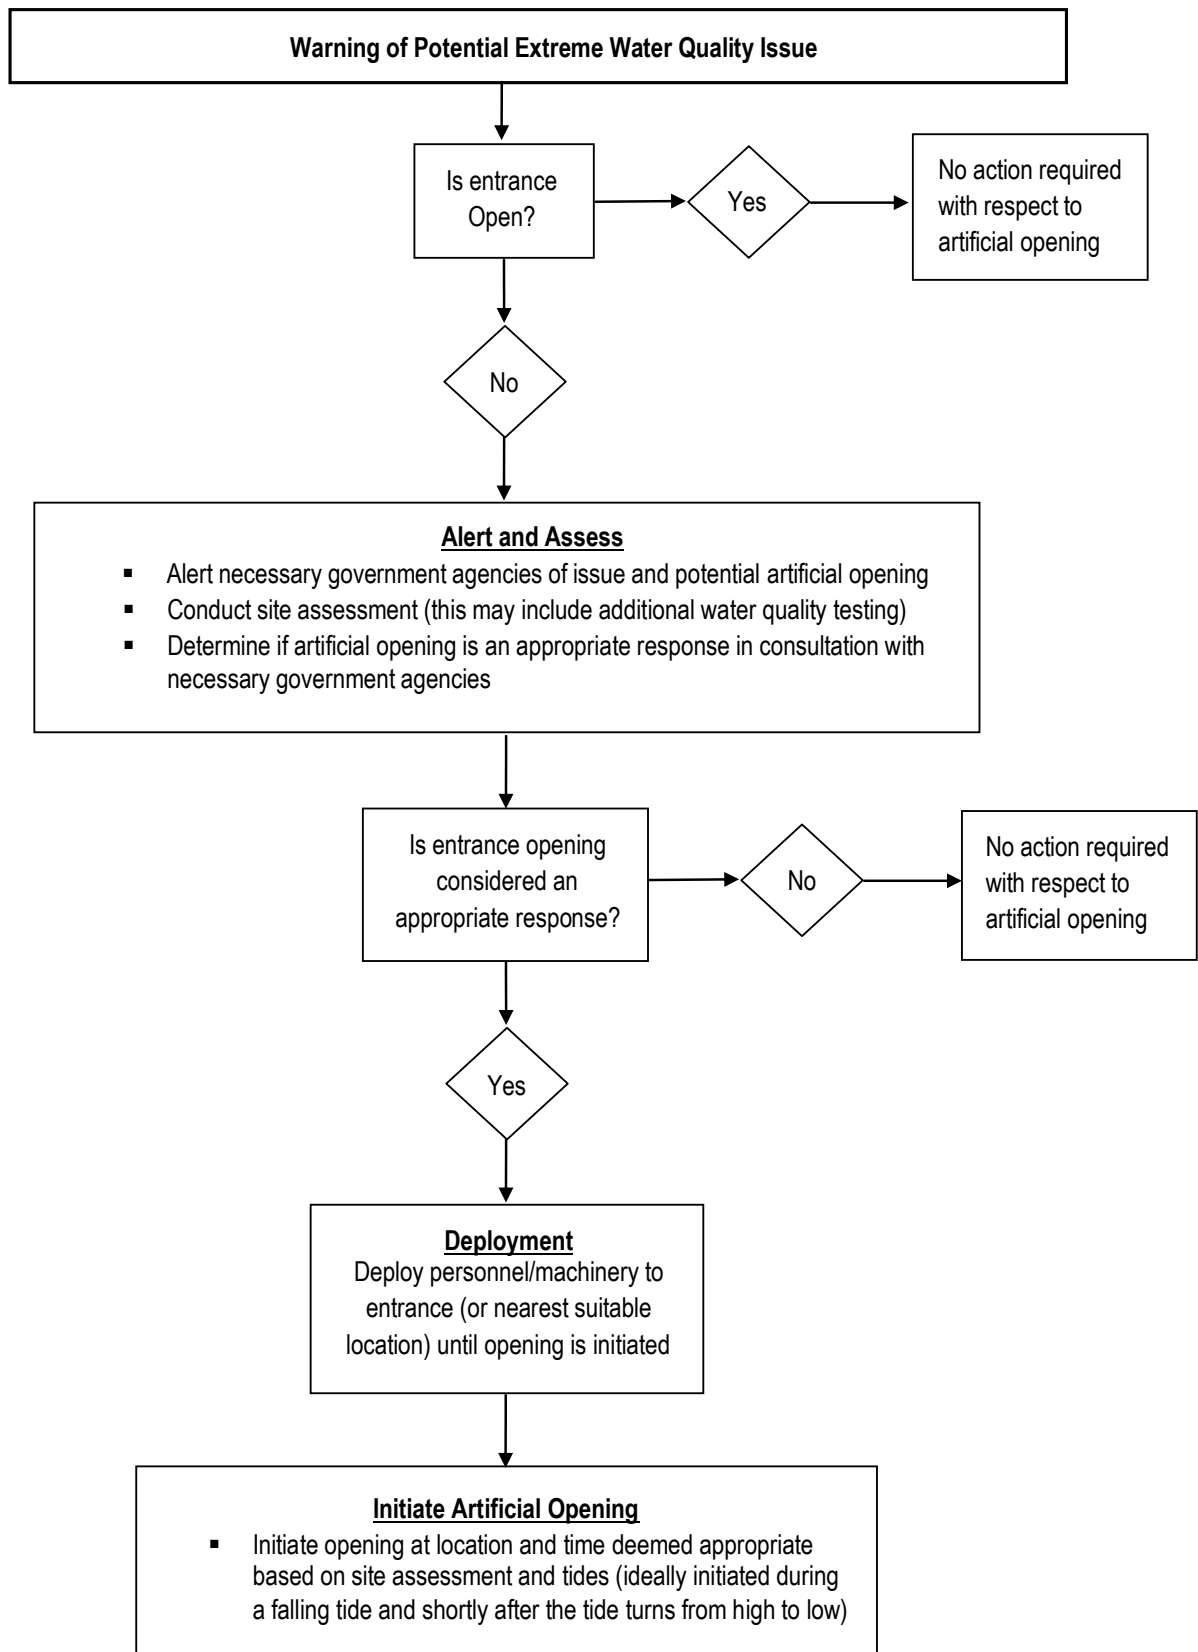 Warning of Potential Extreme Water Quality Issue
Is entrance
Open?
Yes
No action required
with respect to
artificial opening
No
Alert and Assess
▪ Alert necessary government agencies of issue and potential artificial opening
▪ Conduct site assessment (this may include additional water quality testing)
▪ Determine if artificial opening is an appropriate response in consultation with
necessary government agencies
Is entrance opening
considered an
appropriate response?
No
No action required
with respect to
artificial opening
Yes
Deployment
Deploy personnel/machinery to
entrance (or nearest suitable
location) until opening is initiated
Initiate Artificial Opening
▪ Initiate opening at location and time deemed appropriate
based on site assessment and tides (ideally initiated during
a falling tide and shortly after the tide turns from high to low)